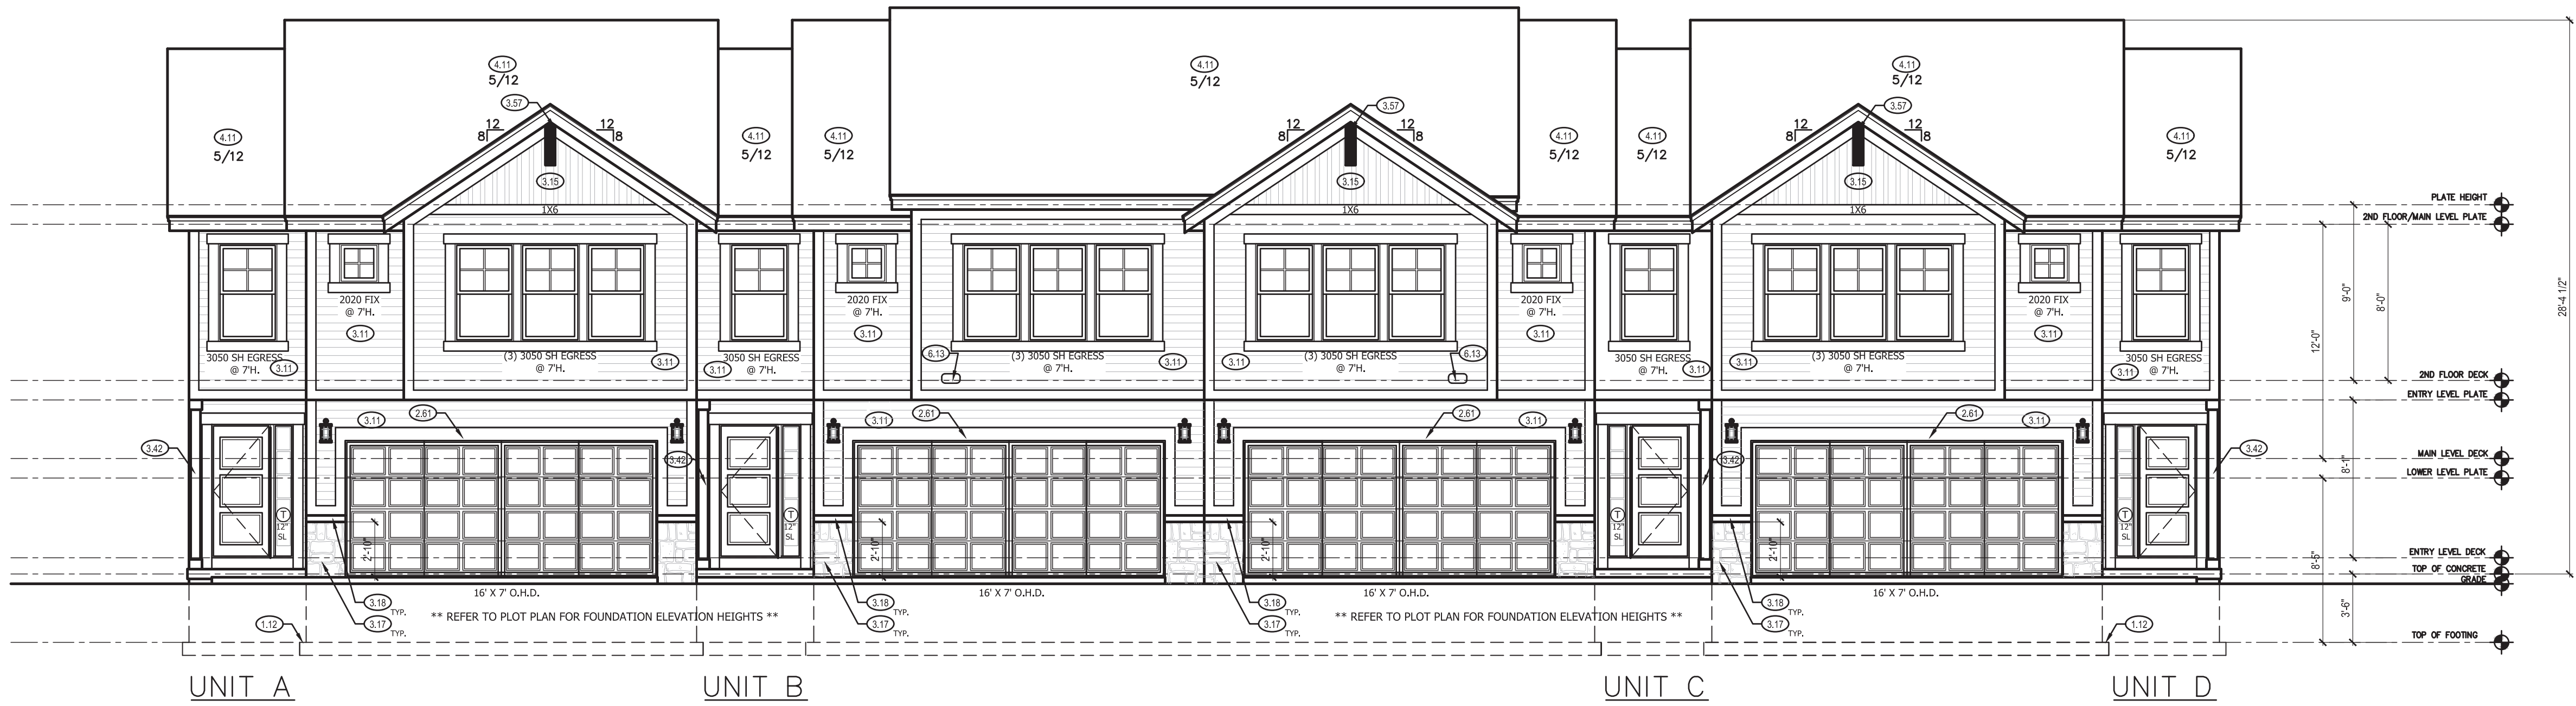 4.11
5/12
4.11
5/12
4.11
5/12
3.57
3.57
3.57
4.11
5/12
4.11
5/12
4.11
5/12
4.11
5/12
4.11
5/12
4.11
5/12
12
8
12
8
12
8
12
8
12
8
12
8
3.15
3.15
3.15
1X6
1X6
1X6
PLATE HEIGHT
2ND FLOOR/MAIN LEVEL PLATE
2020 FIX
@ 7'H.
3.11
2020 FIX
@ 7'H.
3.11
2020 FIX
@ 7'H.
3.11
2020 FIX
@ 7'H.
3.11
3050 SH EGRESS
@ 7'H.
3.11
(3) 3050 SH EGRESS
@ 7'H.
3.11
3050 SH EGRESS
@ 7'H.
3.11
(3) 3050 SH EGRESS
@ 7'H.
3.11
6.13
(3) 3050 SH EGRESS
@ 7'H.
3.11
6.13
3050 SH EGRESS
@ 7'H.
3.11
(3) 3050 SH EGRESS
@ 7'H.
3.11
3050 SH EGRESS
@ 7'H.
3.11
28'-4 1/2"
9'-0"
8'-0"
12'-0"
2ND FLOOR DECK
ENTRY LEVEL PLATE
3.11
2.61
3.11
2.61
2.61
3.11
2.61
3.11
3.42
3.42
3.42
3.42
MAIN LEVEL DECK
8'-1"
LOWER LEVEL PLATE
T
12"
SL
T
12"
SL
T
12"
SL
T
12"
SL
2'-10"
2'-10"
2'-10"
2'-10"
8'-6"
ENTRY LEVEL DECK
TOP OF CONCRETE
GRADE
16' X 7' O.H.D.
16' X 7' O.H.D.
16' X 7' O.H.D.
16' X 7' O.H.D.
3.18 TYP.
3.18 TYP.
3.18 TYP.
3.18 TYP.
3'-6"
** REFER TO PLOT PLAN FOR FOUNDATION ELEVATION HEIGHTS **
** REFER TO PLOT PLAN FOR FOUNDATION ELEVATION HEIGHTS **
1.12
3.17 TYP.
3.17 TYP.
3.17 TYP.
3.17 TYP.
1.12
TOP OF FOOTING
UNIT A
UNIT B
UNIT C
UNIT D